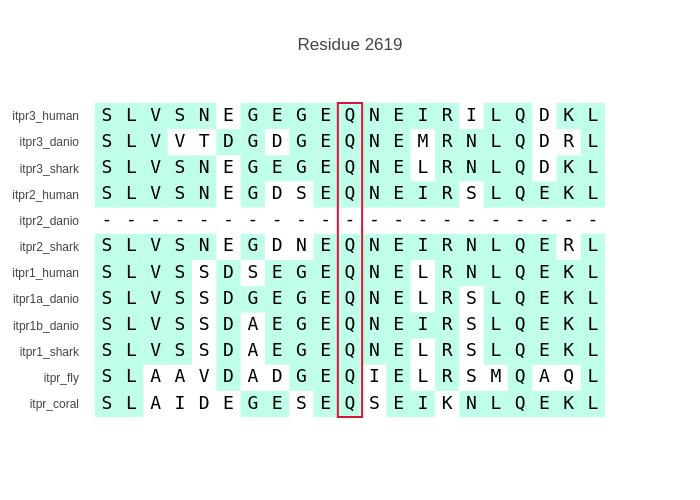 Residue 2619
itpr3_human S L V S N E G E G E Q N E I R I L Q D K L
itpr3_danio S L V V T D G D G E Q N E M R N L Q D R L
itpr3_shark S L V S N E G E G E Q N E L R N L Q D K L
itpr2_human S L V S N E G D S E Q N E I R S L Q E K L
itpr2_danio - - - - - - - - - - - - - - - - - - - - -
itpr2_shark S L V S N E G D N E Q N E I R N L Q E R L
itpr1_human S L V S S D S E G E Q N E L R N L Q E K L
itpr1a_danio S L V S S D G E G E Q N E L R S L Q E K L
itpr1b_danio S L V S S D A E G E Q N E I R S L Q E K L
itpr1_shark S L V S S D A E G E Q N E L R S L Q E K L
itpr_fly S L A A V D A D G E Q I E L R S M Q A Q L
itpr_coral S L A I D E G E S E Q S E I K N L Q E K L